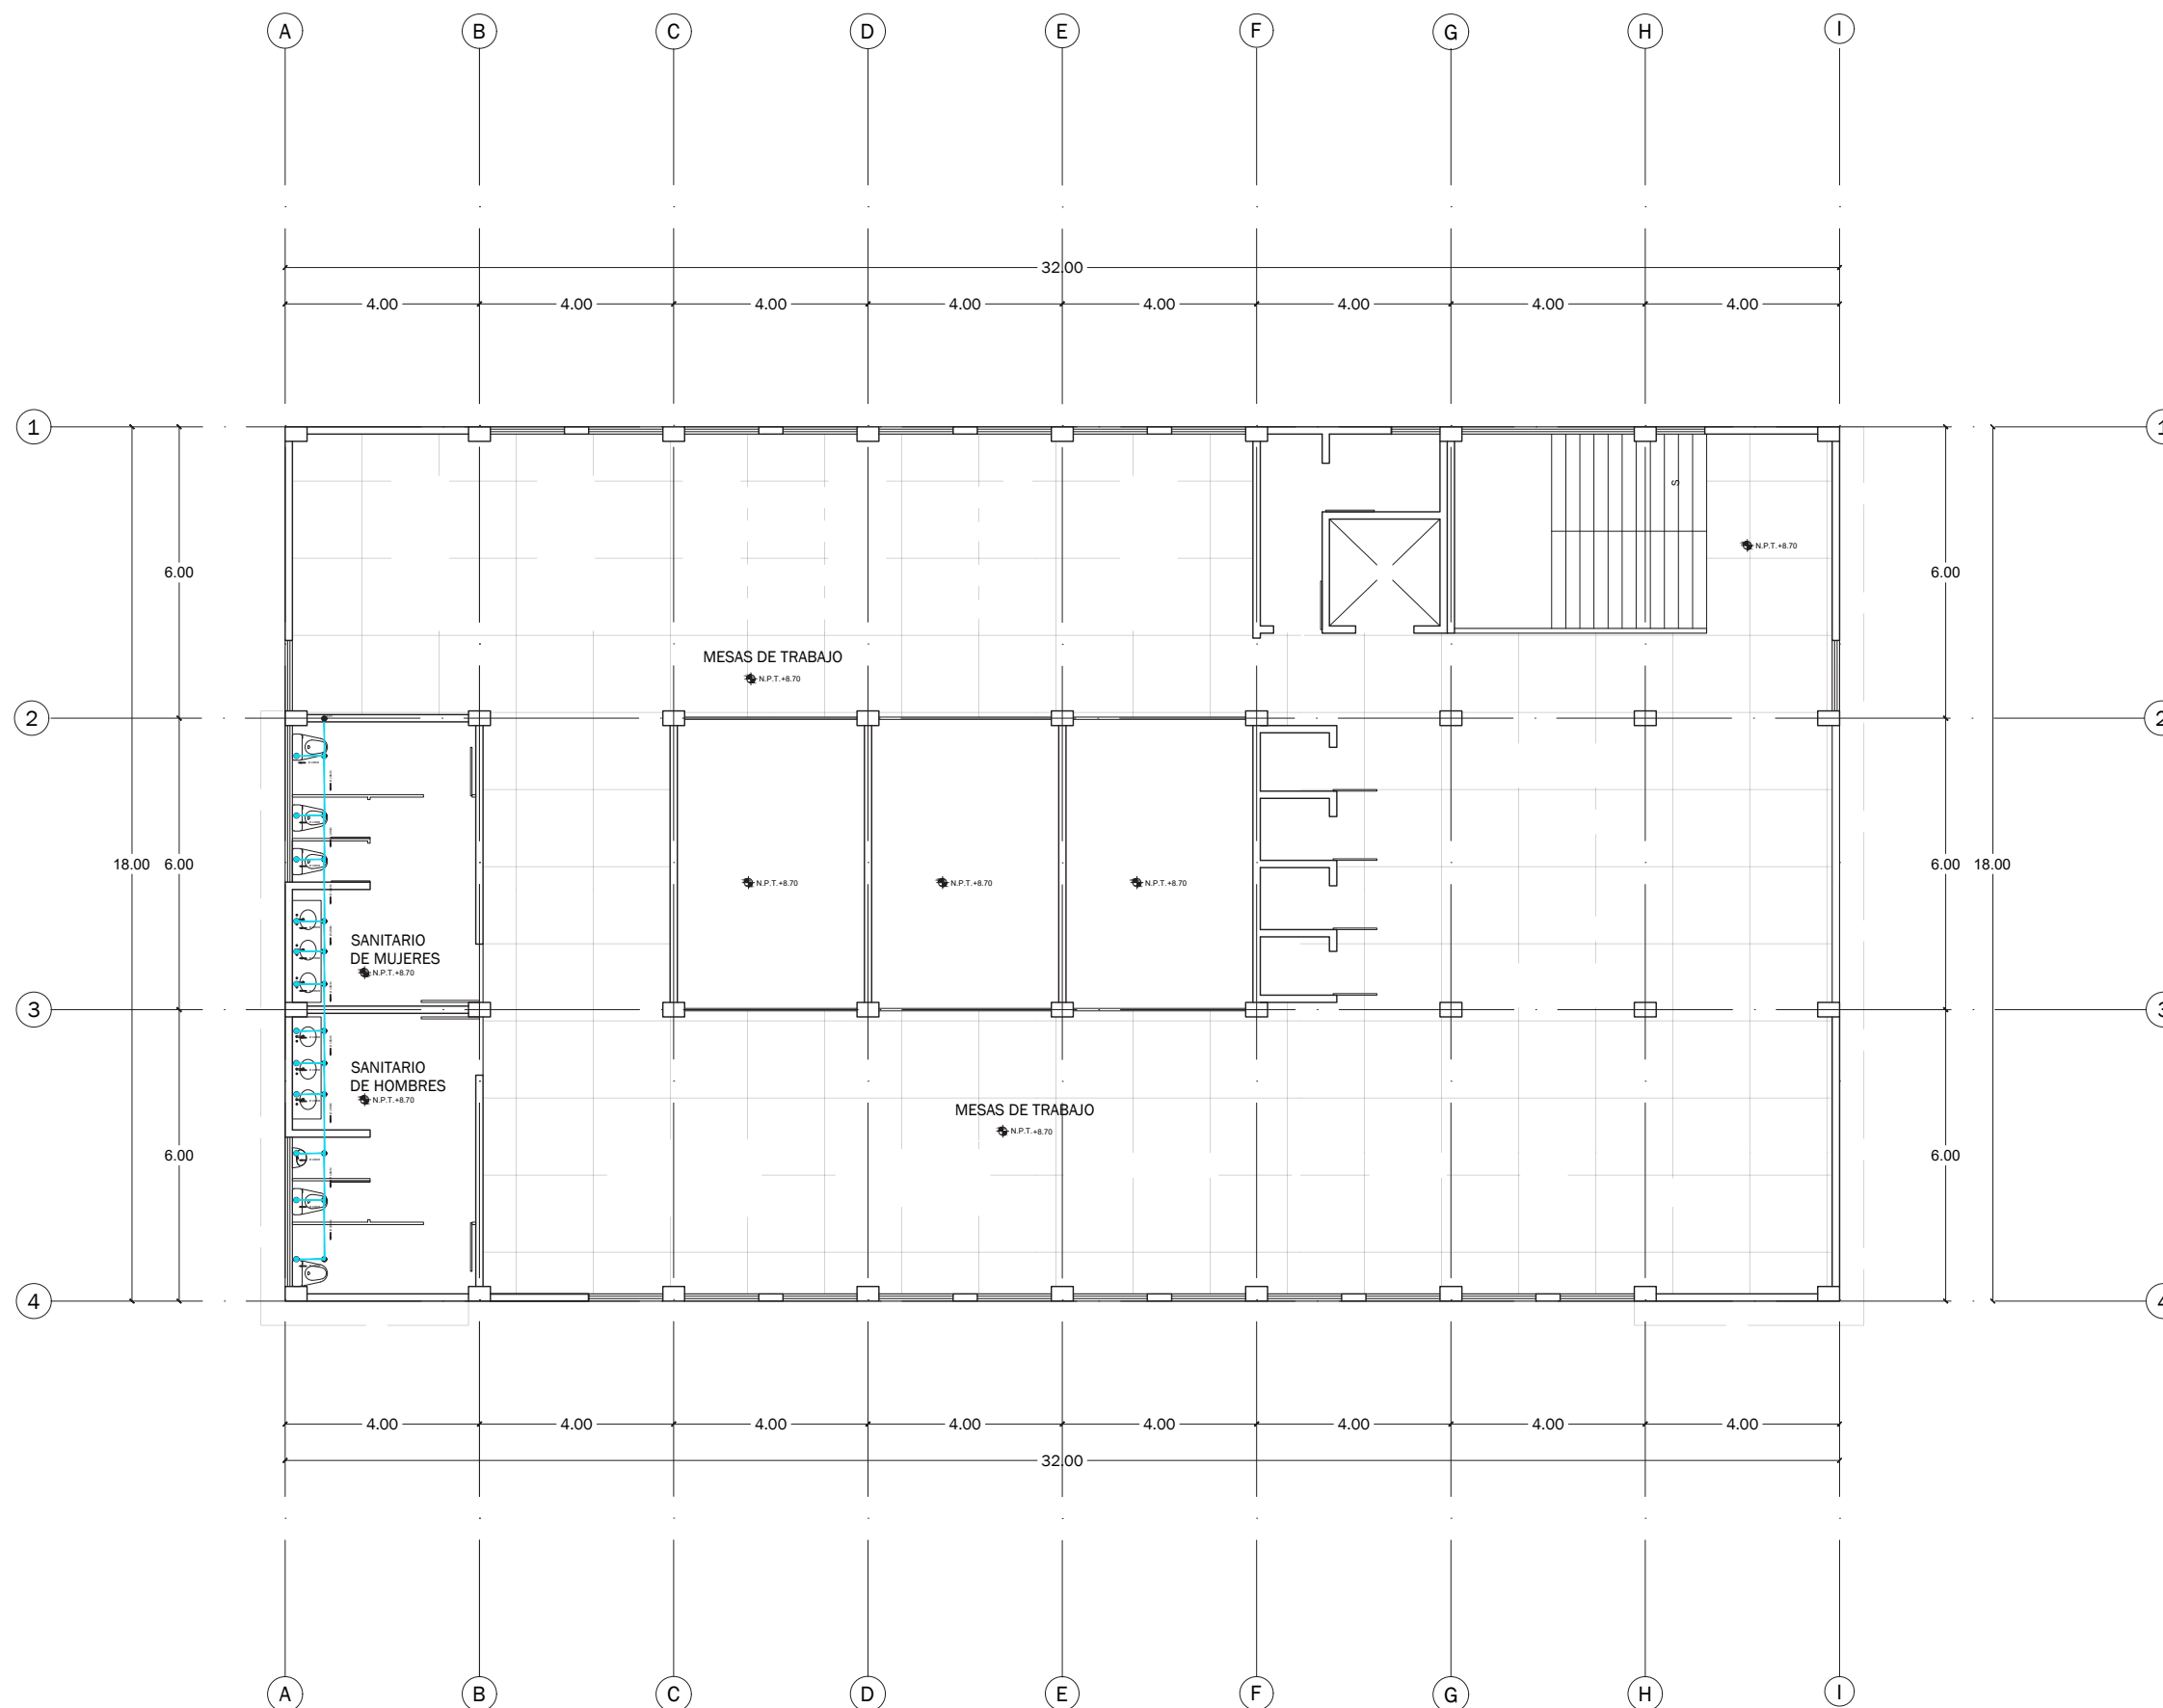 A B C D E F G H I
32.00
4.00 4.00 4.00 4.00 4.00 4.00 4.00 4.00
1 1
S
N.P.T.+8.70
6.00 6.00
MESAS DE TRABAJO
N.P.T.+8.70
2 2
18.00 6.00 6.00 18.00
N.P.T.+8.70 N.P.T.+8.70 N.P.T.+8.70
SANITARIO
DE MUJERES
N.P.T.+8.70
3 3
SANITARIO
DE HOMBRES
N.P.T.+8.70
MESAS DE TRABAJO
N.P.T.+8.70
6.00 6.00
4 4
4.00 4.00 4.00 4.00 4.00 4.00 4.00 4.00
32.00
A B C D E F G H I